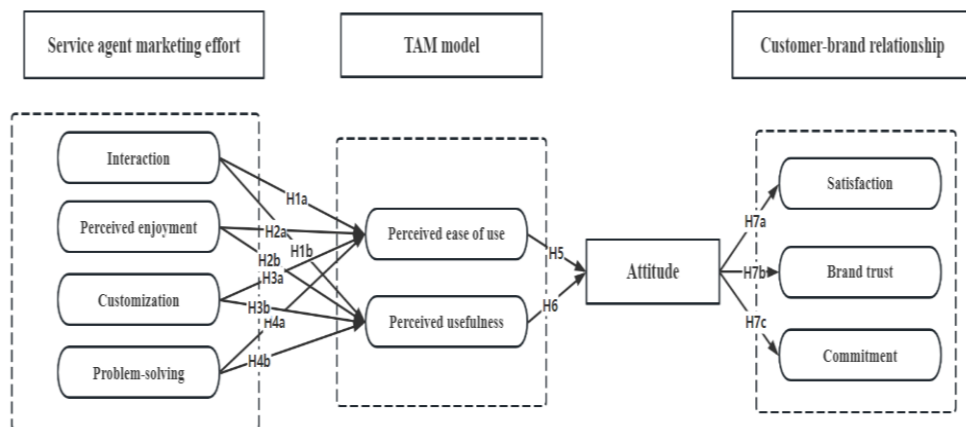 Service agent marketing effort
TAM model
Customer-brand relationship
Interaction
Perceived enjoyment
Customization
Problem-solving
H1a
H2a
H1b
H2b
H3a
H3b
H4a
H4b
Perceived ease of use
Perceived usefulness
H5
H6
Attitude
H7a
H7b
H7c
Satisfaction
Brand trust
Commitment